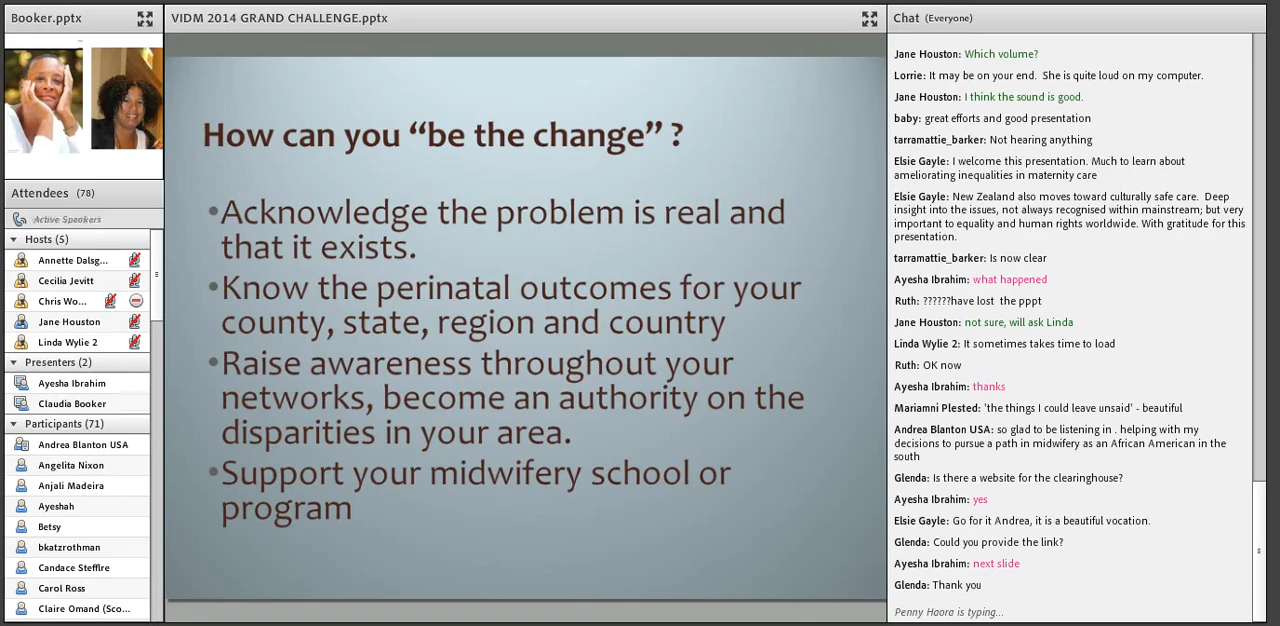 Booker.pptx
Attendees (78)
Active Speakers
Hosts (5)
Annette Dalsg...
Cecilia Jevitt
Chris Wo...
Jane Houston
Linda Wylie 2
Presenters (2)
Ayesha Ibrahim
Claudia Booker
Participants (71)
Andrea Blanton USA
Angelita Nixon
Anjali Madeira
Ayeshah
Betsy
bkatzrothman
Candace Stefflre
Carol Ross
Claire Omand (Sco...
VIDM 2014 GRAND CHALLENGE.pptx
How can you “be the change” ?
•Acknowledge the problem is real and
that it exists.
•Know the perinatal outcomes for your
county, state, region and country
•Raise awareness throughout your
networks, become an authority on the
disparities in your area.
•Support your midwifery school or
program
Chat (Everyone)
Jane Houston: Which volume?
Lorrie: It may be on your end. She is quite loud on my computer.
Jane Houston: I think the sound is good.
baby: great efforts and good presentation
tarramattie_barker: Not hearing anything
Elsie Gayle: I welcome this presentation. Much to learn about
ameliorating inequalities in maternity care
Elsie Gayle: New Zealand also moves toward culturally safe care. Deep
insight into the issues, not always recognised within mainstream; but very
important to equality and human rights worldwide. With gratitude for this
presentation.
tarramattie_barker: Is now clear
Ayesha Ibrahim: what happened
Ruth: ??????have lost the pppt
Jane Houston: not sure, will ask Linda
Linda Wylie 2: It sometimes takes time to load
Ruth: OK now
Ayesha Ibrahim: thanks
Mariamni Plested: 'the things I could leave unsaid' - beautiful
Andrea Blanton USA: so glad to be listening in . helping with my
decisions to pursue a path in midwifery as an African American in the
south
Glenda: Is there a website for the clearinghouse?
Ayesha Ibrahim: yes
Elsie Gayle: Go for it Andrea, it is a beautiful vocation.
Glenda: Could you provide the link?
Ayesha Ibrahim: next slide
Glenda: Thank you
Penny Haora is typing...